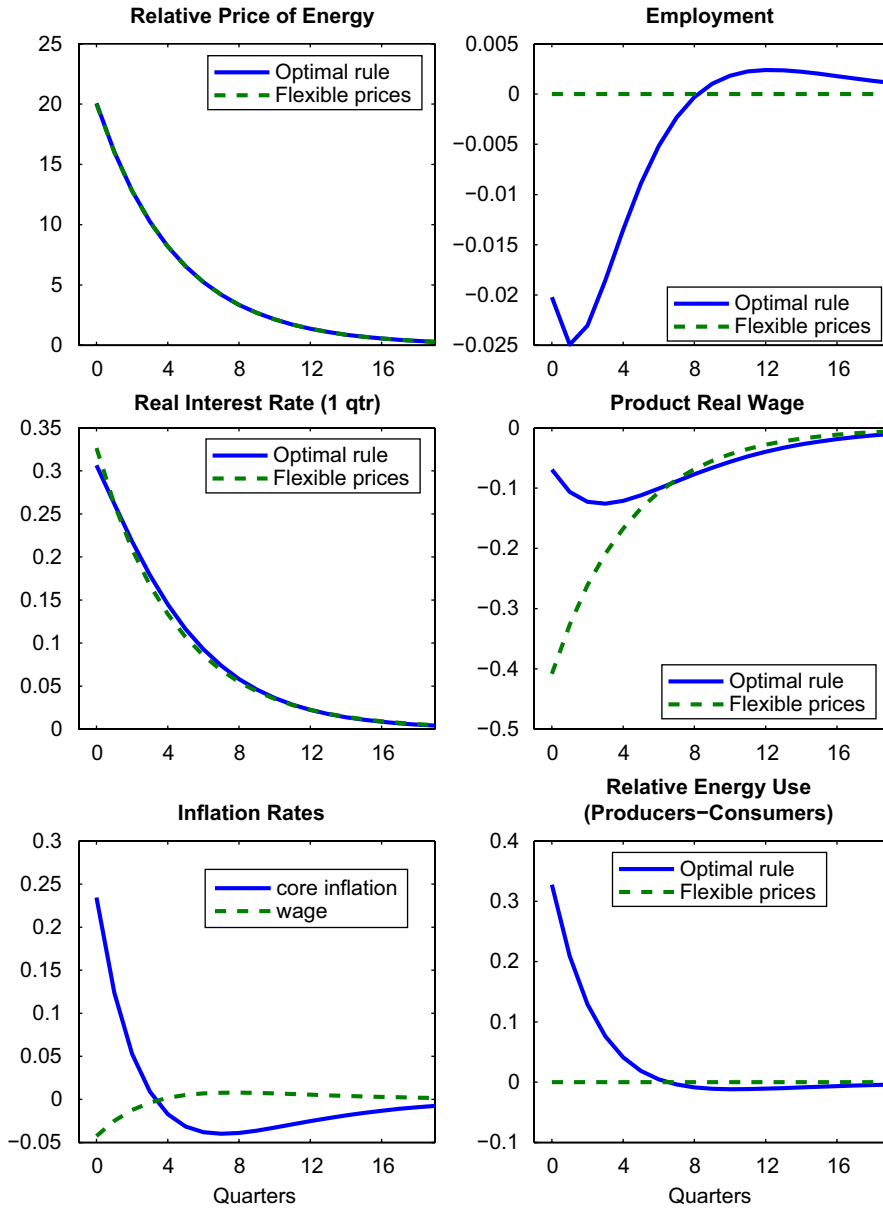 Relative Price of Energy
25
20
15
10
5
0
0 4 8 12 16
Optimal rule
Flexible prices
Employment
0.005
0
−0.005
−0.01
−0.015
−0.02
−0.025
0 4 8 12 16
Optimal rule
Flexible prices
Real Interest Rate (1 qtr)
0.35
0.3
0.25
0.2
0.15
0.1
0.05
0
0 4 8 12 16
Optimal rule
Flexible prices
Product Real Wage
0
−0.1
−0.2
−0.3
−0.4
−0.5
0 4 8 12 16
Optimal rule
Flexible prices
Inflation Rates
0.3
0.25
0.2
0.15
0.1
0.05
0
−0.05
0 4 8 12 16
Quarters
core inflation
wage
Relative Energy Use
(Producers−Consumers)
0.4
0.3
0.2
0.1
0
−0.1
0 4 8 12 16
Quarters
Optimal rule
Flexible prices